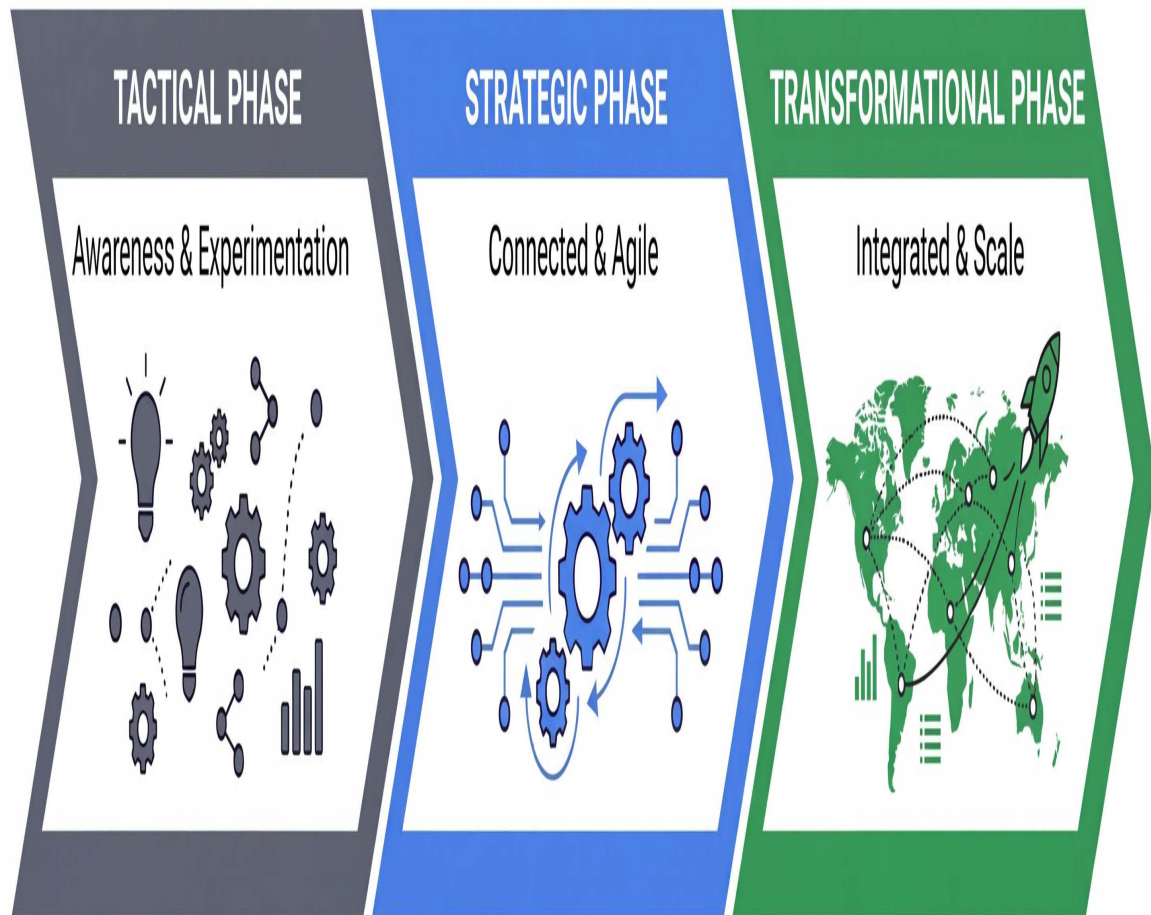 TACTICAL PHASE
Awareness & Experimentation
STRATEGIC PHASE
Connected & Agile
TRANSFORMATIONAL PHASE
Integrated & Scale